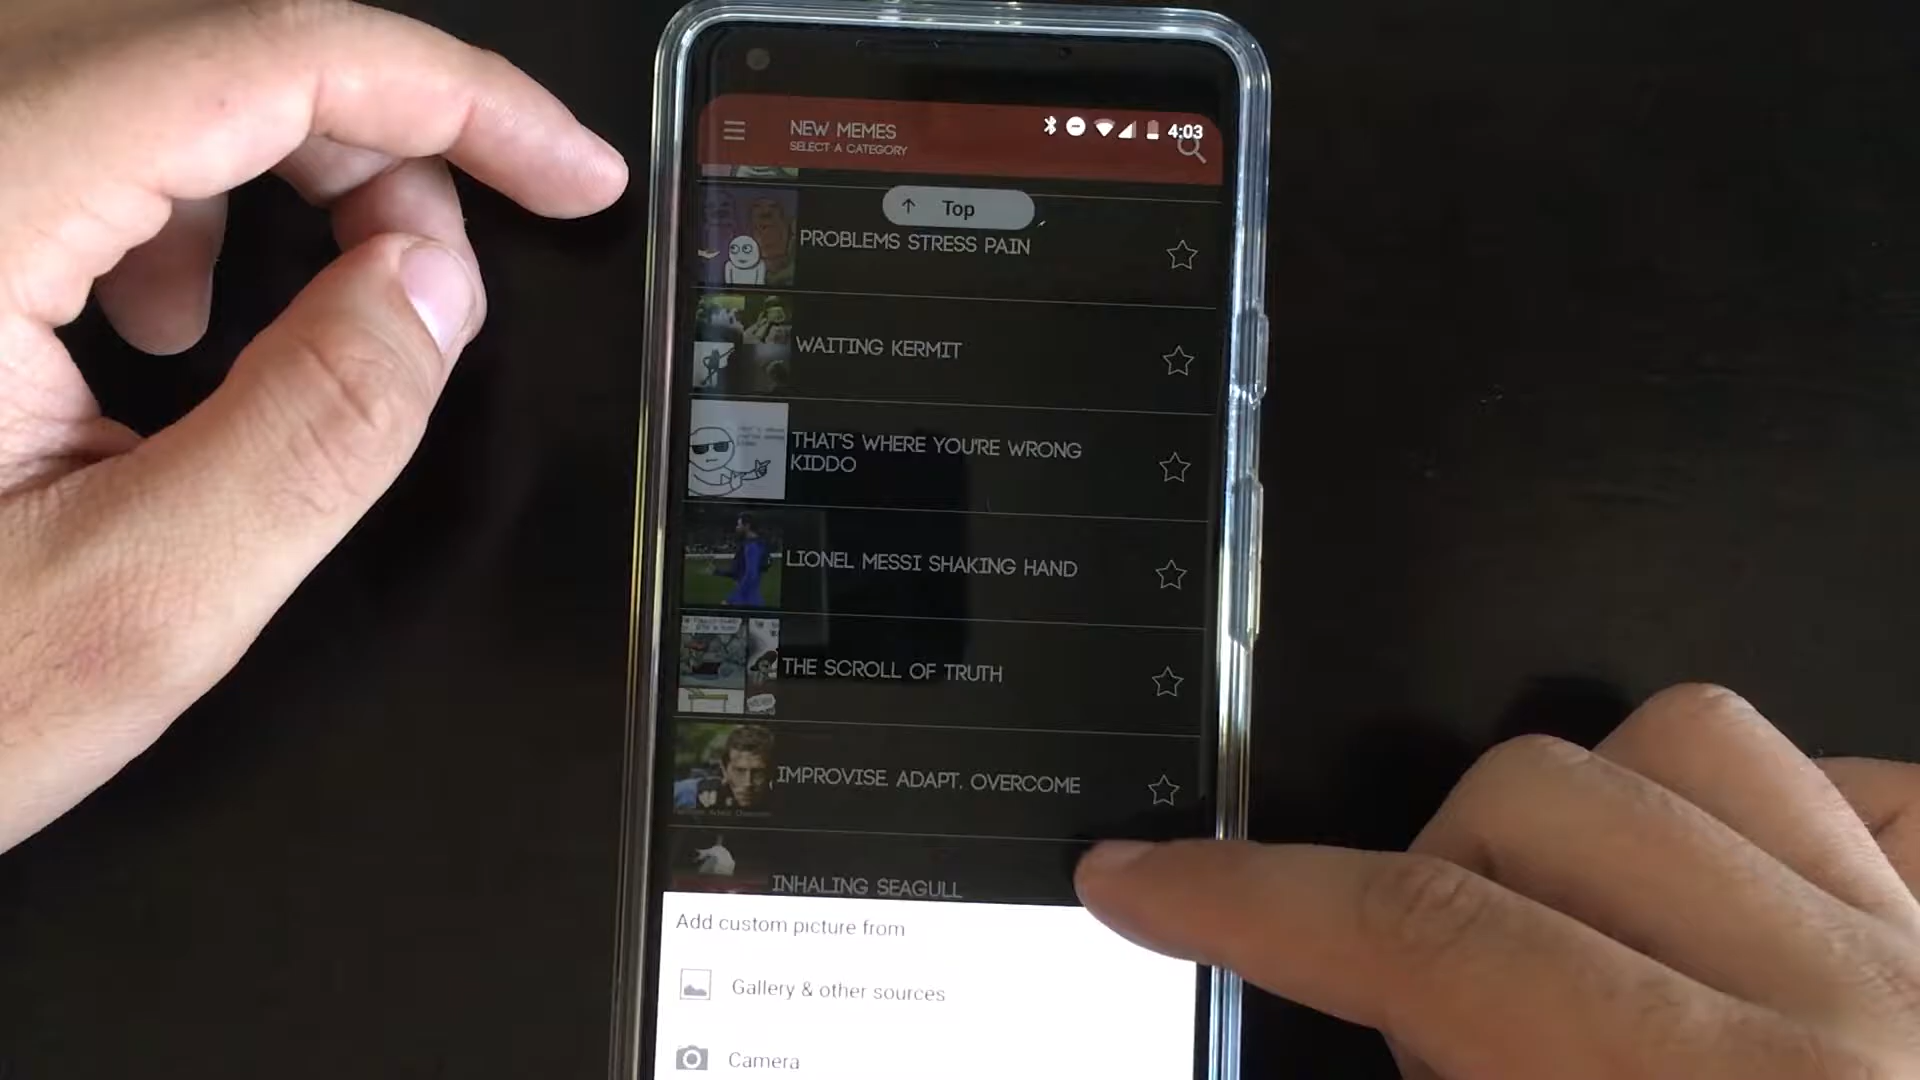 NEW MEMES
SELECT A CATEGORY
4:03
Top
PROBLEMS STRESS PAIN
WAITING KERMIT
THAT'S WHERE YOU'RE WRONG
KIDDO
LIONEL MESSI SHAKING HAND
THE SCROLL OF TRUTH
IMPROVISE. ADAPT. OVERCOME
INHALING SEAGULL
Add custom picture from
Gallery & other sources
Camera